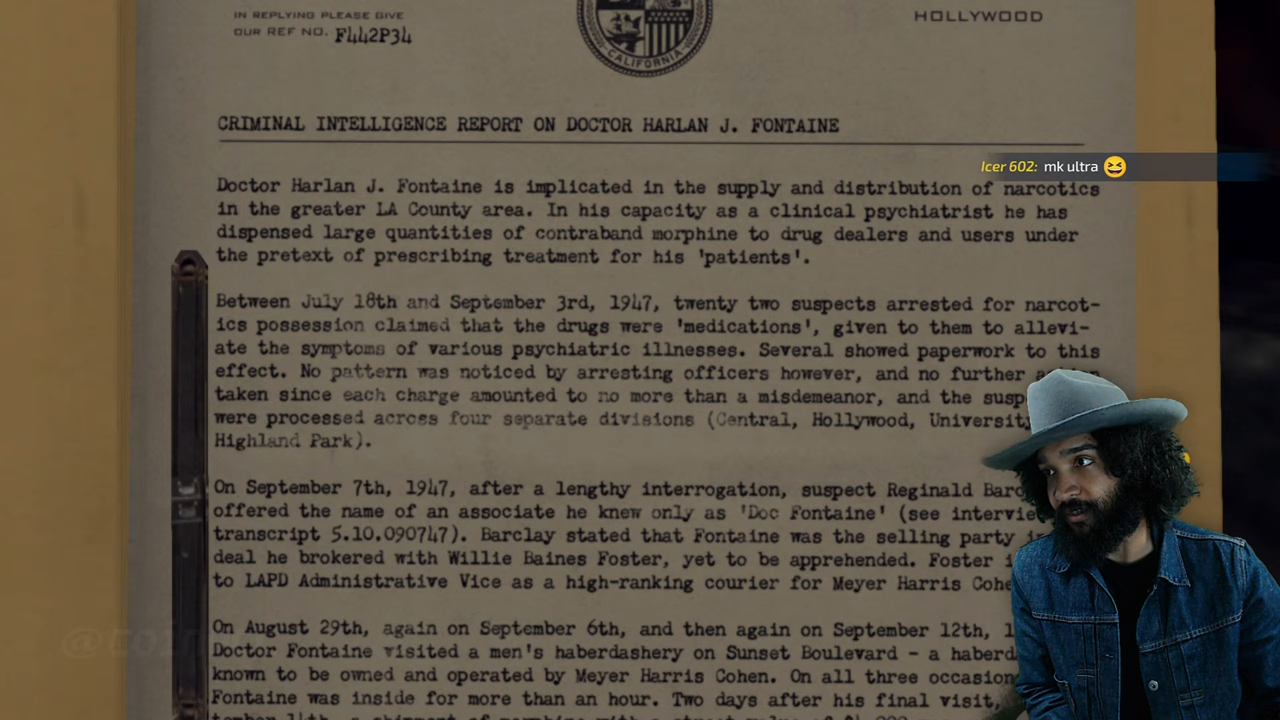 IN REPLYING PLEASE GIVE
OUR REF NO. F442P34
CALIFORNIA
HOLLYWOOD
CRIMINAL INTELLIGENCE REPORT ON DOCTOR HARLAN J. FONTAINE
Icer 602: mk ultra 😆
Doctor Harlan J. Fontaine is implicated in the supply and distribution of narcotics
in the greater LA County area. In his capacity as a clinical psychiatrist he has
dispensed large quantities of contraband morphine to drug dealers and users under
the pretext of prescribing treatment for his 'patients'.
Between July 18th and September 3rd, 1947, twenty two suspects arrested for narcot-
ics possession claimed that the drugs were 'medications', given to them to allevi-
ate the symptoms of various psychiatric illnesses. Several showed paperwork to this
effect. No pattern was noticed by arresting officers however, and no further
taken since each charge amounted to no more than a misdemeanor, and the
were processed across four separate divisions (Central, Hollywood,
Highland Park).
On September 7th, 1947, after a lengthy interrogation, suspect Reginald
offered the name of an associate he knew only as 'Doc Fontaine' (see
transcript 5.10.090747). Barclay stated that Fontaine was the selling party
deal he brokered with Willie Baines Foster, yet to be apprehended. Foster
to LAPD Administrative Vice as a high-ranking courier for Meyer Harris
On August 29th, again on September 6th, and then again on September 12th,
Doctor Fontaine visited a men's haberdashery on Sunset Boulevard - a
known to be owned and operated by Meyer Harris Cohen. On all three
Fontaine was inside for more than an hour. Two days after his final visit,